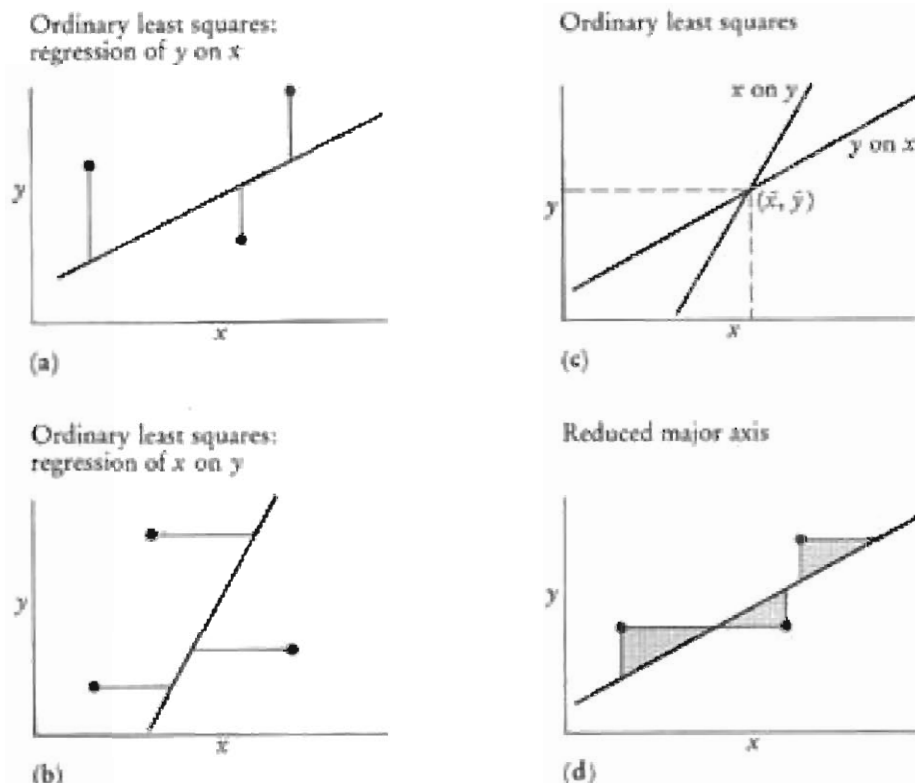 Ordinary least squares:
regression of y on x
y
x
(a)
Ordinary least squares
x on y
y on x
(x̄, ȳ)
y
x
(c)
Ordinary least squares:
regression of x on y
y
x
(b)
Reduced major axis
y
x
(d)